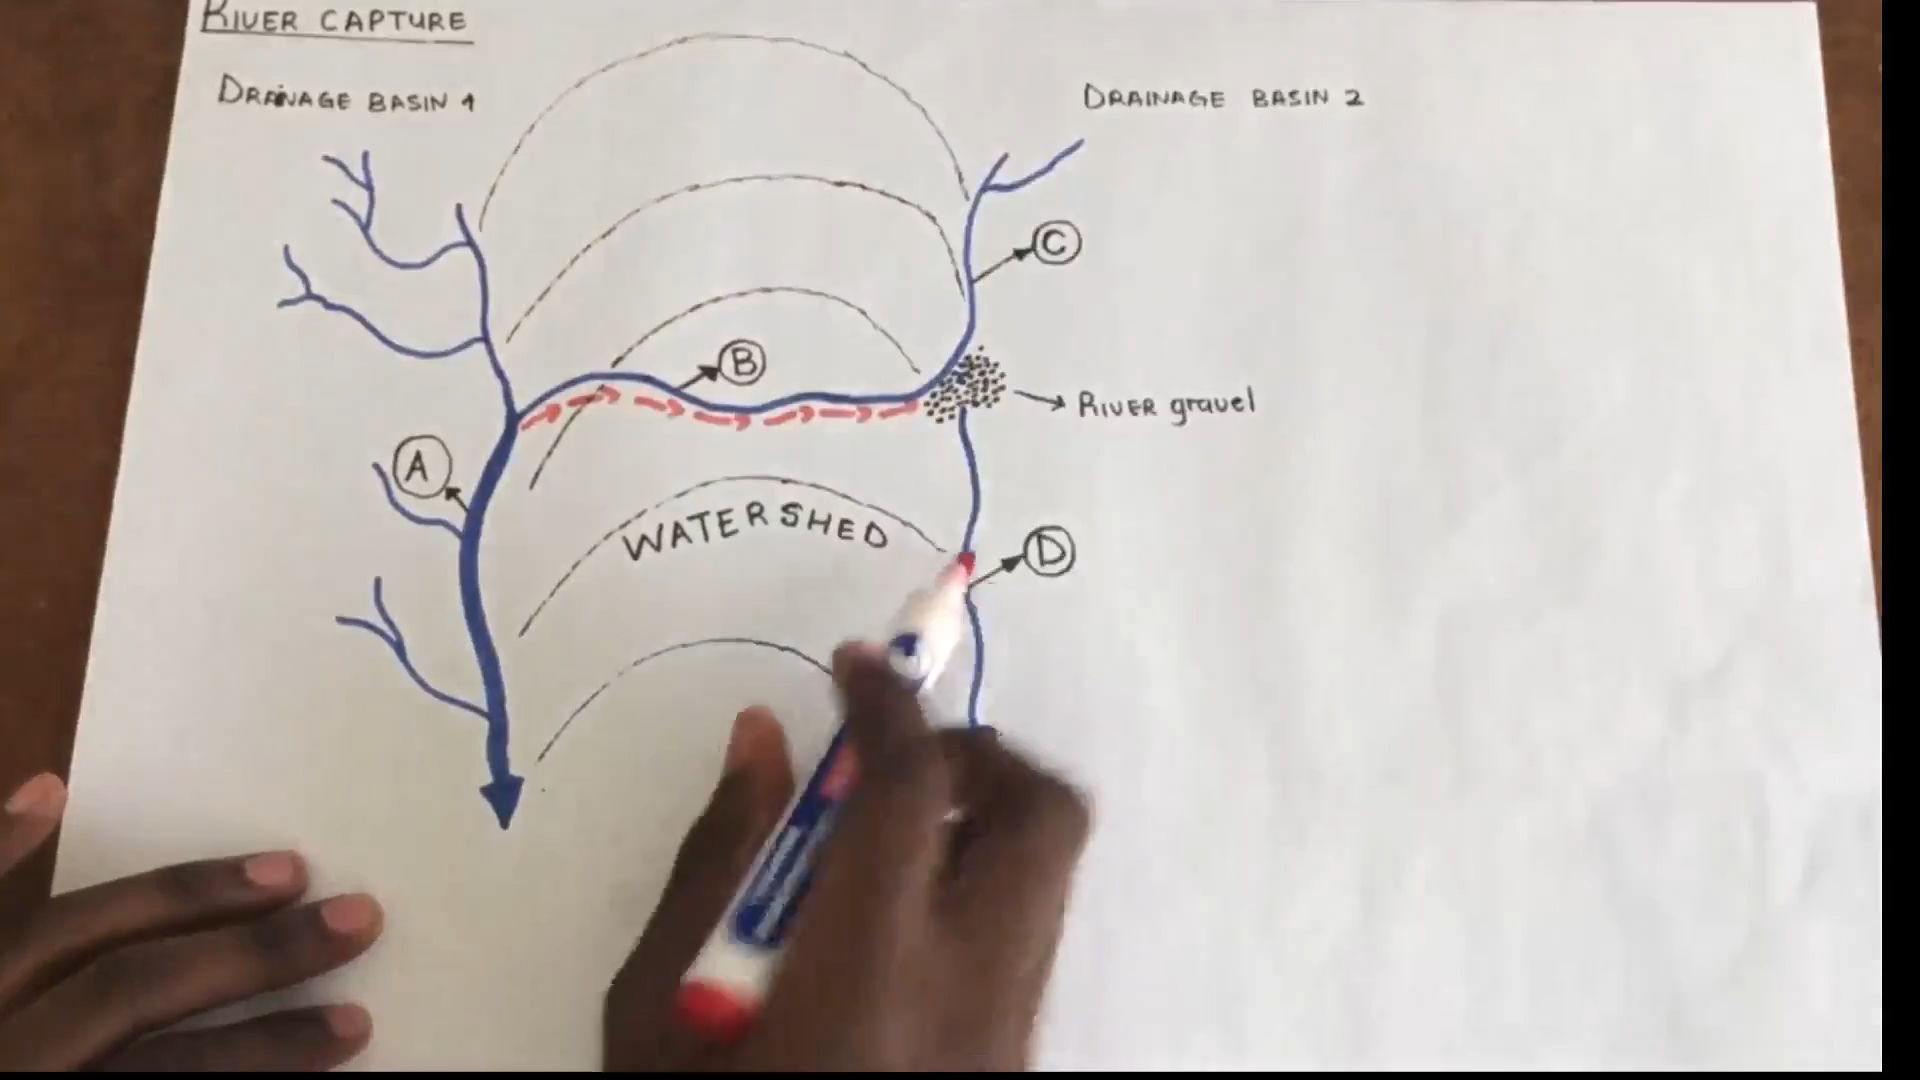 RIVER CAPTURE
DRAINAGE BASIN 1
DRAINAGE BASIN 2
C
B
RIVER gravel
A
WATERSHED
D